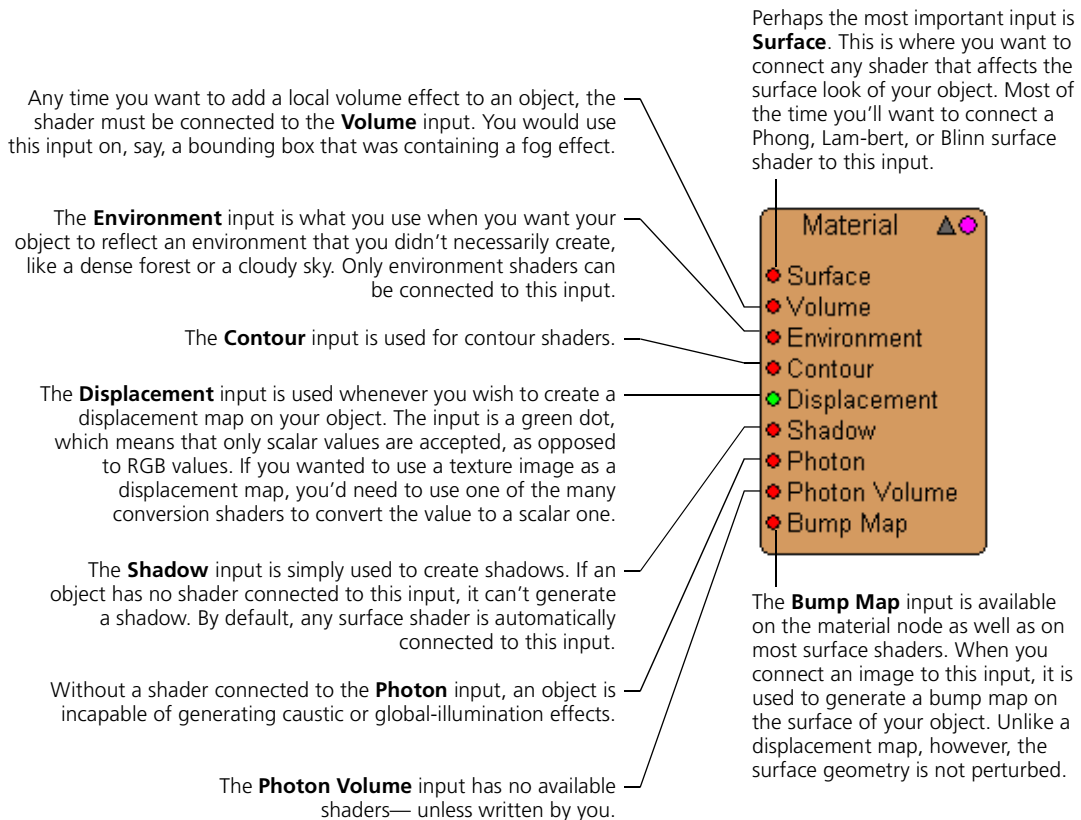 Perhaps the most important input is
Surface. This is where you want to
connect any shader that affects the
surface look of your object. Most of
the time you'll want to connect a
Phong, Lam-bert, or Blinn surface
shader to this input.
Any time you want to add a local volume effect to an object, the
shader must be connected to the Volume input. You would use
this input on, say, a bounding box that was containing a fog effect.
The Environment input is what you use when you want your
object to reflect an environment that you didn't necessarily create,
like a dense forest or a cloudy sky. Only environment shaders can
be connected to this input.
The Contour input is used for contour shaders.
The Displacement input is used whenever you wish to create a
displacement map on your object. The input is a green dot,
which means that only scalar values are accepted, as opposed
to RGB values. If you wanted to use a texture image as a
displacement map, you'd need to use one of the many
conversion shaders to convert the value to a scalar one.
The Shadow input is simply used to create shadows. If an
object has no shader connected to this input, it can't generate
a shadow. By default, any surface shader is automatically
connected to this input.
Without a shader connected to the Photon input, an object is
incapable of generating caustic or global-illumination effects.
The Photon Volume input has no available
shaders— unless written by you.
Material
Surface
Volume
Environment
Contour
Displacement
Shadow
Photon
Photon Volume
Bump Map
The Bump Map input is available
on the material node as well as on
most surface shaders. When you
connect an image to this input, it is
used to generate a bump map on
the surface of your object. Unlike a
displacement map, however, the
surface geometry is not perturbed.